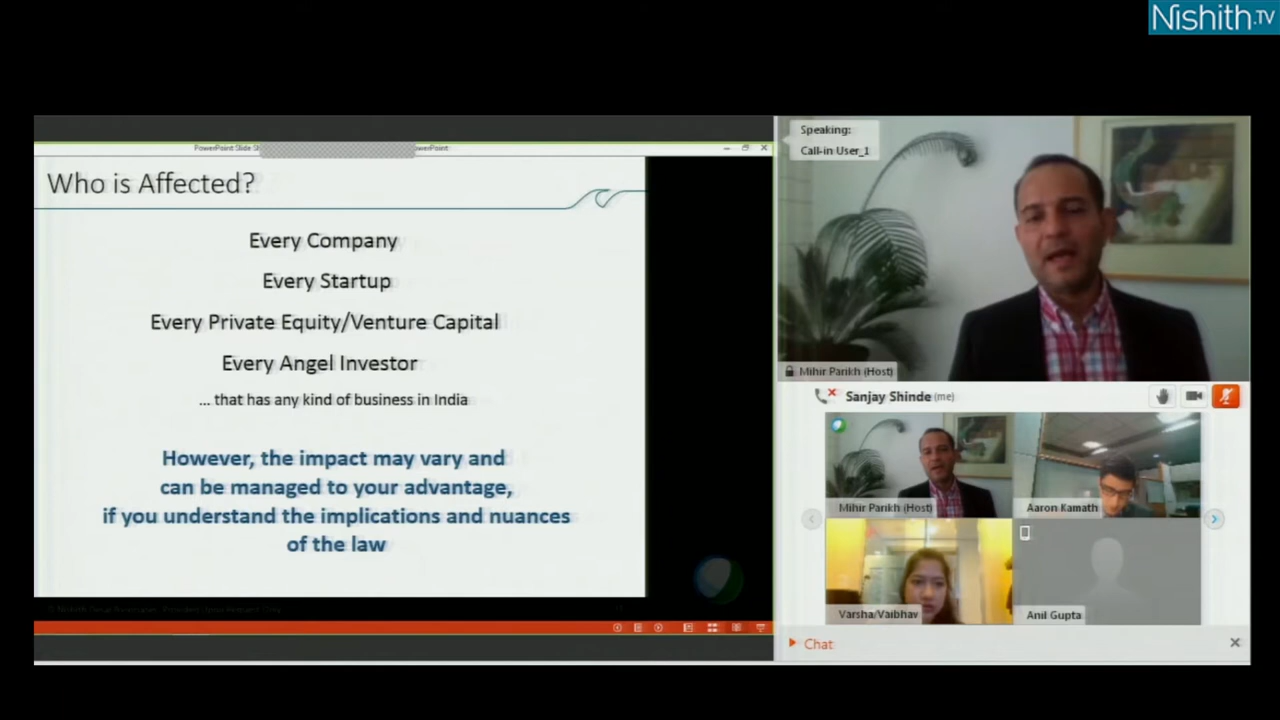 Nishith.TV
PowerPoint Slide S
werPoint
Who is Affected?
Every Company
Every Startup
Every Private Equity/Venture Capital
Every Angel Investor
... that has any kind of business in India
However, the impact may vary and
can be managed to your advantage,
if you understand the implications and nuances
of the law
Speaking:
Call-in User_1
Mihir Parikh (Host)
Sanjay Shinde (me)
Mihir Parikh (Host)
Aaron Kamath
Varsha/Vaibhav
Anil Gupta
Chat